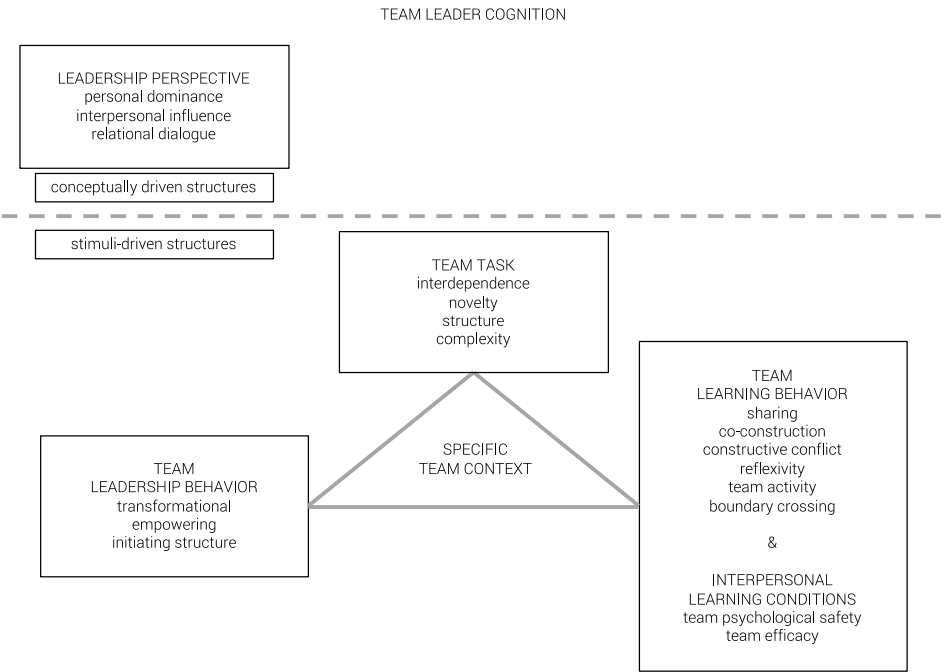 TEAM LEADER COGNITION
LEADERSHIP PERSPECTIVE
personal dominance
interpersonal influence
relational dialogue
conceptually driven structures
stimuli-driven structures
TEAM TASK
interdependence
novelty
structure
complexity
SPECIFIC
TEAM CONTEXT
TEAM
LEADERSHIP BEHAVIOR
transformational
empowering
initiating structure
TEAM
LEARNING BEHAVIOR
sharing
co-construction
constructive conflict
reflexivity
team activity
boundary crossing
&
INTERPERSONAL
LEARNING CONDITIONS
team psychological safety
team efficacy